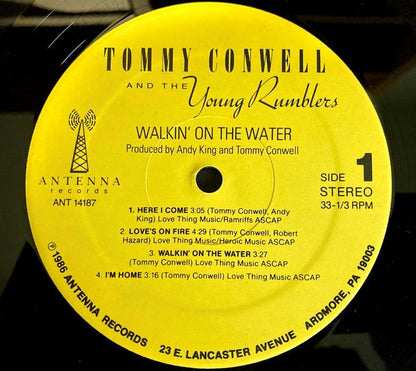 TOMMY CONWELL
AND THE Young Rumblers
WALKIN' ON THE WATER
Produced by Andy King and Tommy Conwell
ANTENNA
records
ANT 14187
SIDE 1
STEREO
33-1/3 RPM
1. HERE I COME 3:05 (Tommy Conwell, Andy
King) Love Thing Music/Ramriffs ASCAP
2. LOVE'S ON FIRE 4:29 (Tommy Conwell, Robert
Hazard) Love Thing Music/Heroic Music ASCAP
3. WALKIN' ON THE WATER 3:27
(Tommy Conwell) Love Thing Music ASCAP
4. I'M HOME 3:16 (Tommy Conwell) Love Thing Music ASCAP
℗1986 ANTENNA RECORDS 23 E. LANCASTER AVENUE ARDMORE, PA 19003